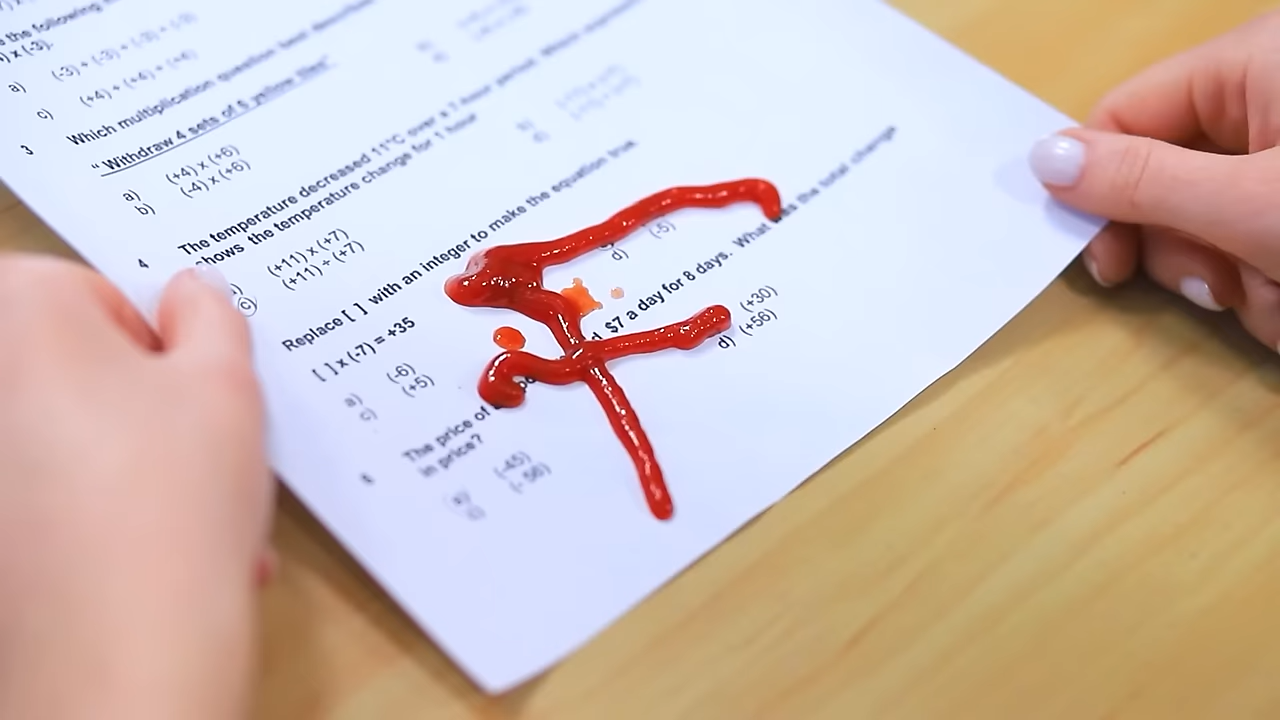 the following
) x (-3).
a) (-3) + (-3) + (-3) + (-3)
c) (+4) + (+4) + (+4)
3 Which multiplication question best
"Withdraw 4 sets of 6 yellow tiles"
a) (+4) x (+6)
b) (-4) x (+6)
4 The temperature decreased 11°C over a 7 hour period. Which
shows the temperature change for 1 hour
(+11) x (+7)
c (+11) ÷ (+7)
Replace [ ] with an integer to make the equation true.
[ ] x (-7) = +35
a) (-6)
c) (+5) d) (-5)
The price of $7 a day for 8 days. What was the total change
in price?
a) (-45) (+30)
c) (-56) d) (+56)
F